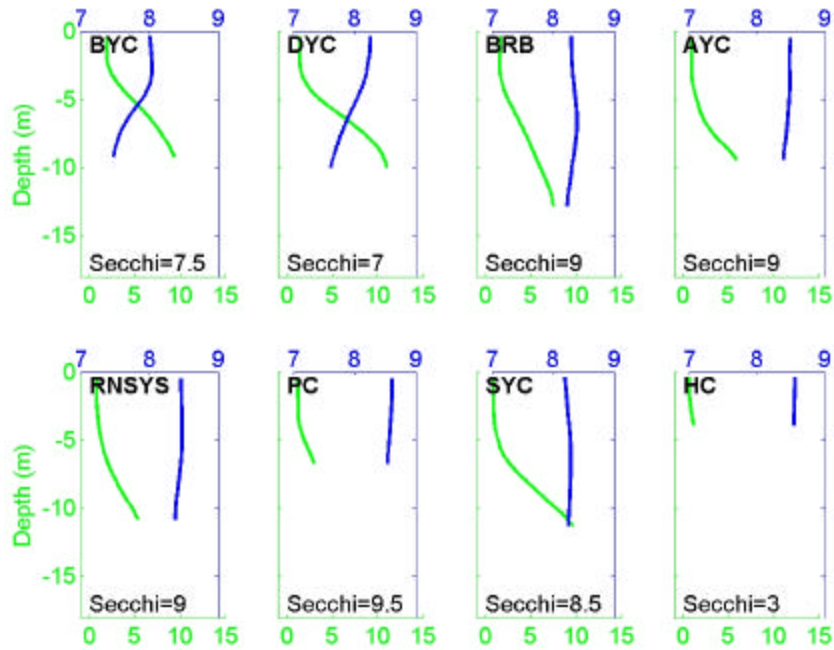 7 8 9 7 8 9 7 8 9 7 8 9
0 BYC DYC BRB AYC
-5
Depth (m)
-10
-15
Secchi=7.5 Secchi=7 Secchi=9 Secchi=9
0 5 10 15 0 5 10 15 0 5 10 15 0 5 10 15
7 8 9 7 8 9 7 8 9 7 8 9
0 RNSYS PC SYC HC
-5
Depth (m)
-10
-15
Secchi=9 Secchi=9.5 Secchi=8.5 Secchi=3
0 5 10 15 0 5 10 15 0 5 10 15 0 5 10 15